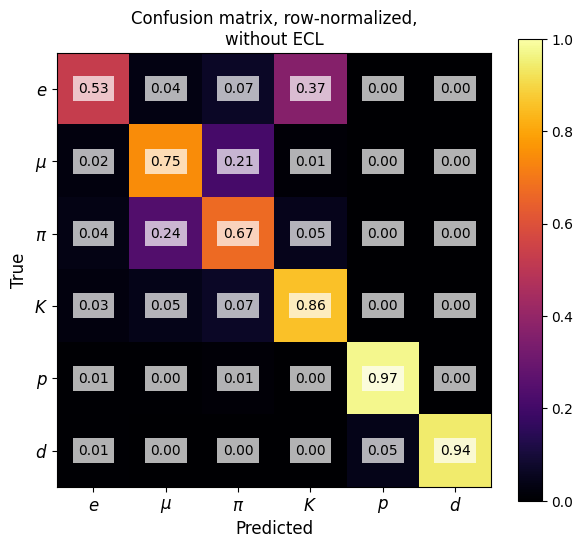 Confusion matrix, row-normalized,
without ECL
True
e 0.53 0.04 0.07 0.37 0.00 0.00
μ 0.02 0.75 0.21 0.01 0.00 0.00
π 0.04 0.24 0.67 0.05 0.00 0.00
K 0.03 0.05 0.07 0.86 0.00 0.00
p 0.01 0.00 0.01 0.00 0.97 0.00
d 0.01 0.00 0.00 0.00 0.05 0.94
e μ π K p d
Predicted
1.0
0.8
0.6
0.4
0.2
0.0